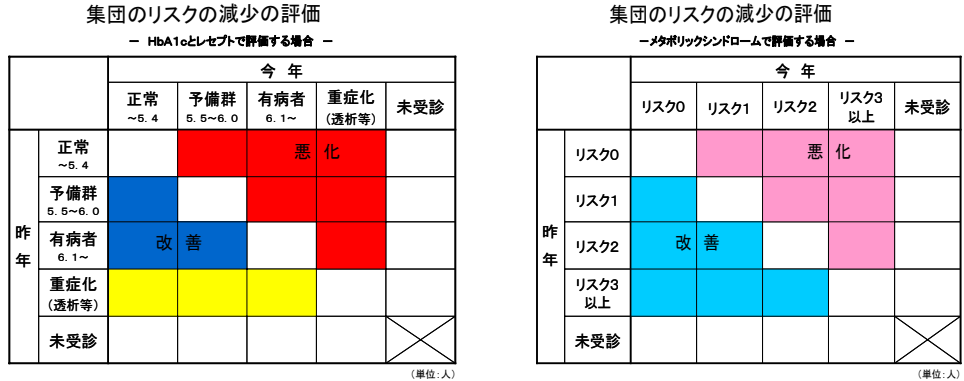 集団のリスクの減少の評価
－ HbA1cとレセプトで評価する場合 －
今 年
正常
～5.4
予備群
5.5～6.0
有病者
6.1～
重症化
(透析等)
未受診
昨
年
正常
～5.4
悪 化
予備群
5.5～6.0
有病者
6.1～
改 善
重症化
(透析等)
未受診
（単位：人）
集団のリスクの減少の評価
－メタボリックシンドロームで評価する場合 －
今 年
リスク0
リスク1
リスク2
リスク3
以上
未受診
昨
年
リスク0
悪 化
リスク1
リスク2
改 善
リスク3
以上
未受診
（単位：人）